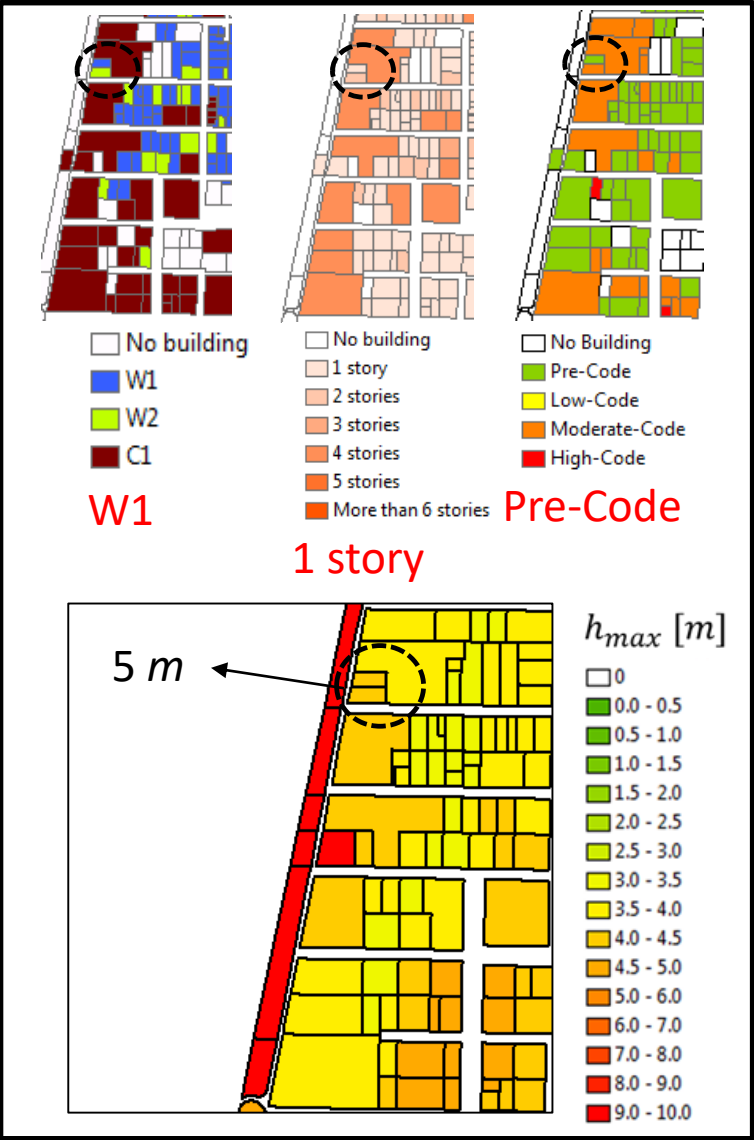 No building
W1
W2
C1
W1
No building
1 story
2 stories
3 stories
4 stories
5 stories
More than 6 stories
1 story
No Building
Pre-Code
Low-Code
Moderate-Code
High-Code
Pre-Code
5 m
h_max [m]
0
0.0 - 0.5
0.5 - 1.0
1.0 - 1.5
1.5 - 2.0
2.0 - 2.5
2.5 - 3.0
3.0 - 3.5
3.5 - 4.0
4.0 - 4.5
4.5 - 5.0
5.0 - 6.0
6.0 - 7.0
7.0 - 8.0
8.0 - 9.0
9.0 - 10.0